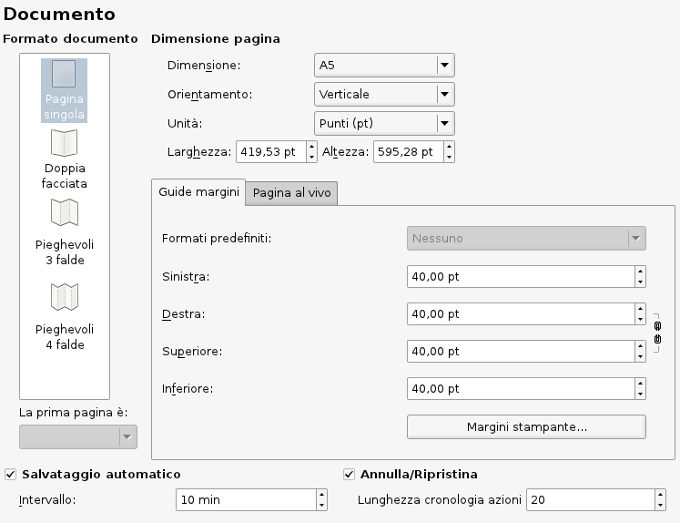 Documento
Formato documento
Pagina
singola
Doppia
facciata
Pieghevoli
3 falde
Pieghevoli
4 falde
La prima pagina è:
Dimensione pagina
Dimensione: A5
Orientamento: Verticale
Unità: Punti (pt)
Larghezza: 419,53 pt Altezza: 595,28 pt
Guide margini Pagina al vivo
Formati predefiniti: Nessuno
Sinistra: 40,00 pt
Destra: 40,00 pt
Superiore: 40,00 pt
Inferiore: 40,00 pt
Margini stampante...
Salvataggio automatico
Intervallo: 10 min
Annulla/Ripristina
Lunghezza cronologia azioni 20